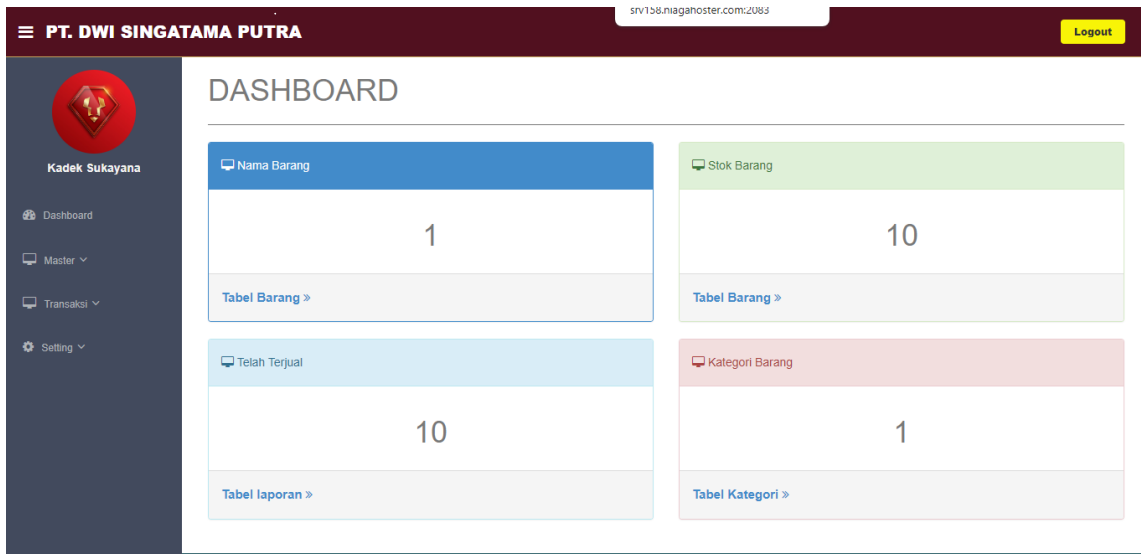 srv158.niagahoster.com:2083
PT. DWI SINGATAMA PUTRA
Logout
Kadek Sukayana
Dashboard
Master
Transaksi
Setting
DASHBOARD
Nama Barang
1
Tabel Barang »
Stok Barang
10
Tabel Barang »
Telah Terjual
10
Tabel laporan »
Kategori Barang
1
Tabel Kategori »